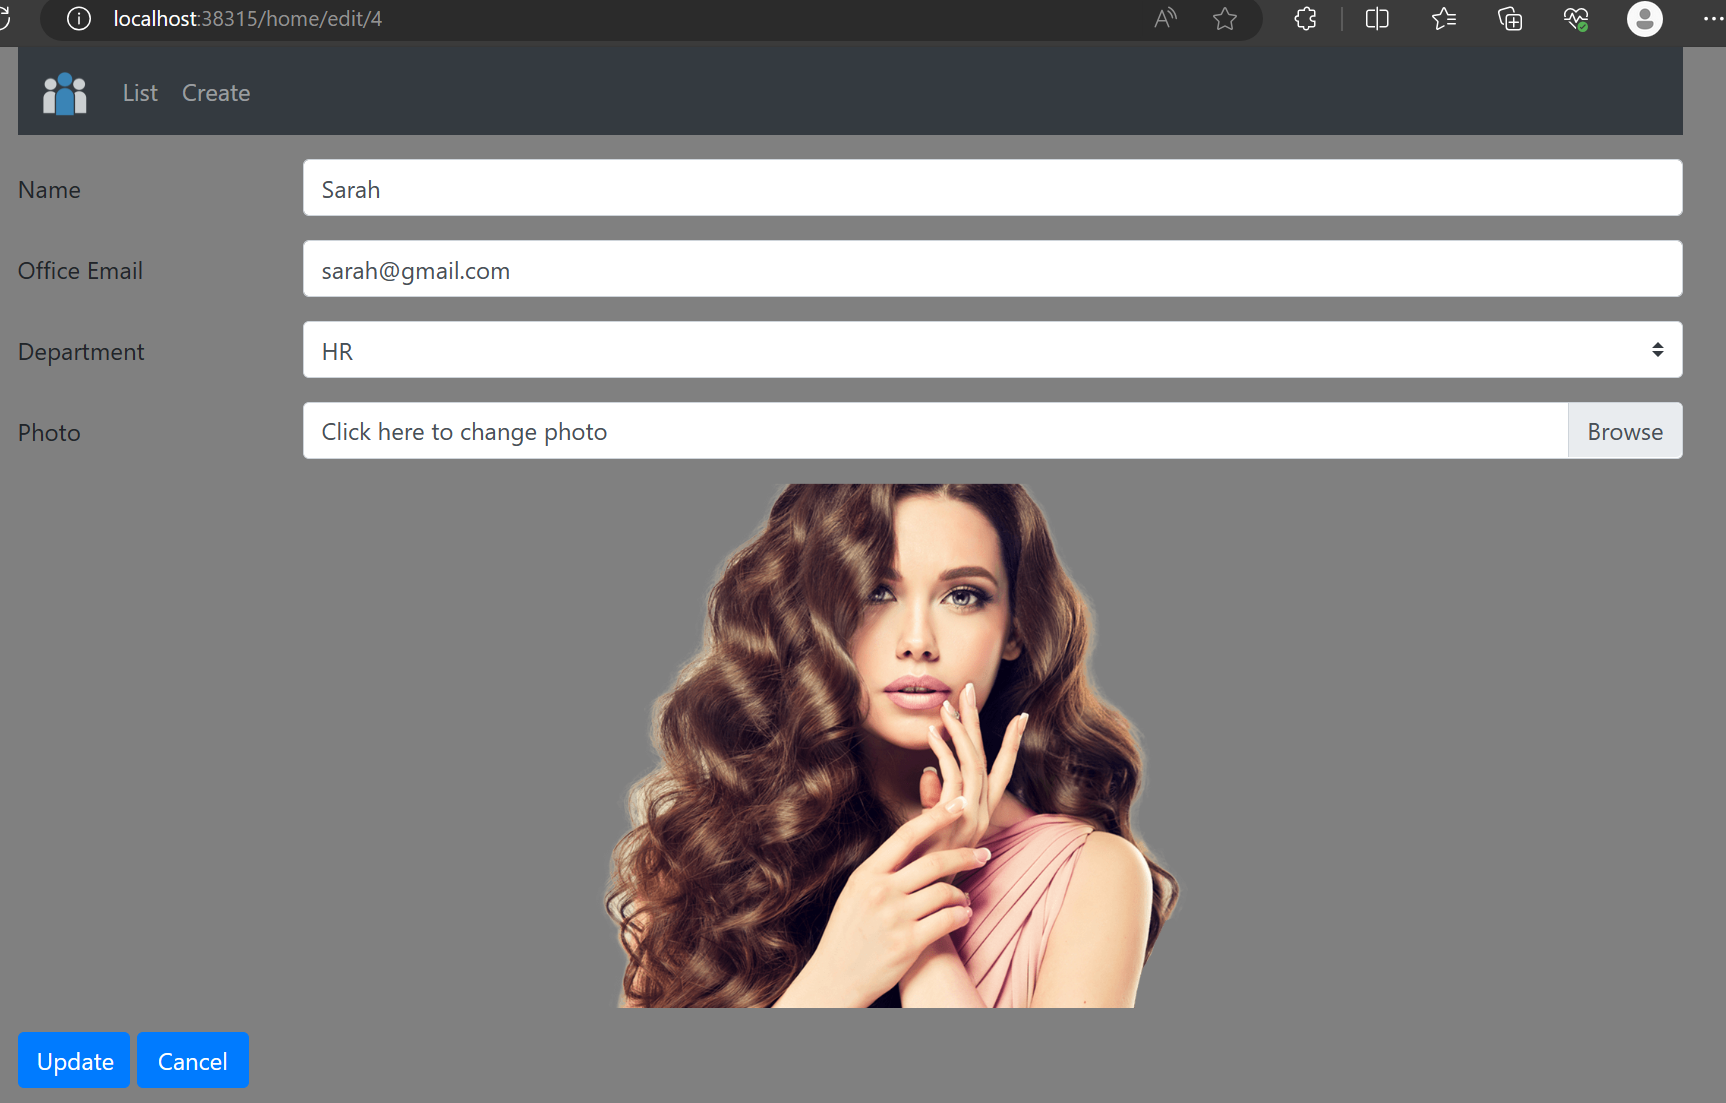 localhost:38315/home/edit/4
List Create
Name Sarah
Office Email sarah@gmail.com
Department HR
Photo Click here to change photo Browse
Update Cancel